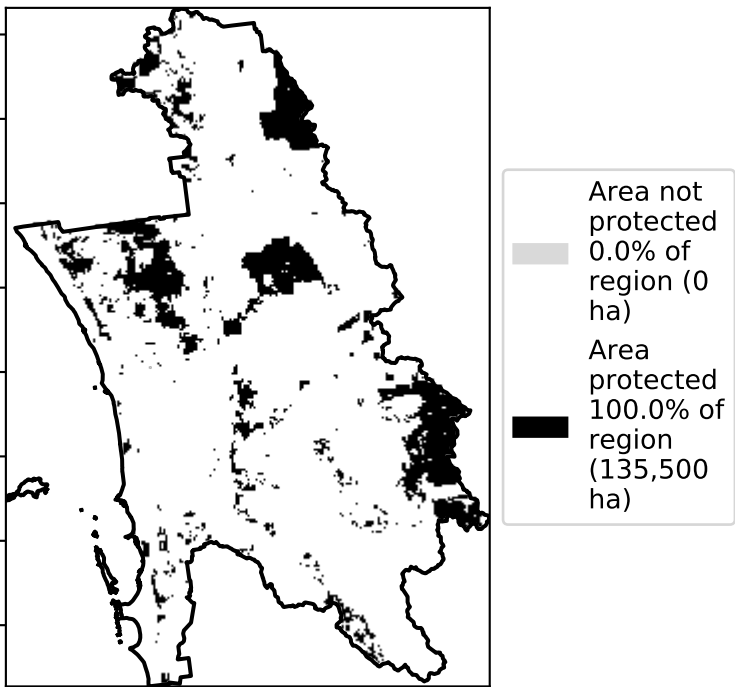 Area not
protected
0.0% of
region (0
ha)
Area
protected
100.0% of
region
(135,500
ha)